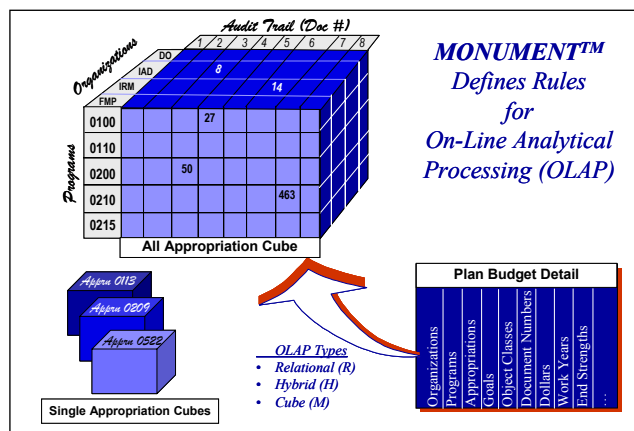 Audit Trail (Doc #)
1 2 3 4 5 6 7 8
Organizations
DO
IAD
IRM
FMP
8
14
Programs
0100
0110
0200
0210
0215
27
50
463
All Appropriation Cube
MONUMENT™
Defines Rules
for
On-Line Analytical
Processing (OLAP)
Apprn 0113
Apprn 0209
Apprn 0522
Single Appropriation Cubes
OLAP Types
• Relational (R)
• Hybrid (H)
• Cube (M)
Plan Budget Detail
Organizations
Programs
Appropriations
Goals
Object Classes
Document Numbers
Dollars
Work Years
End Strengths
…